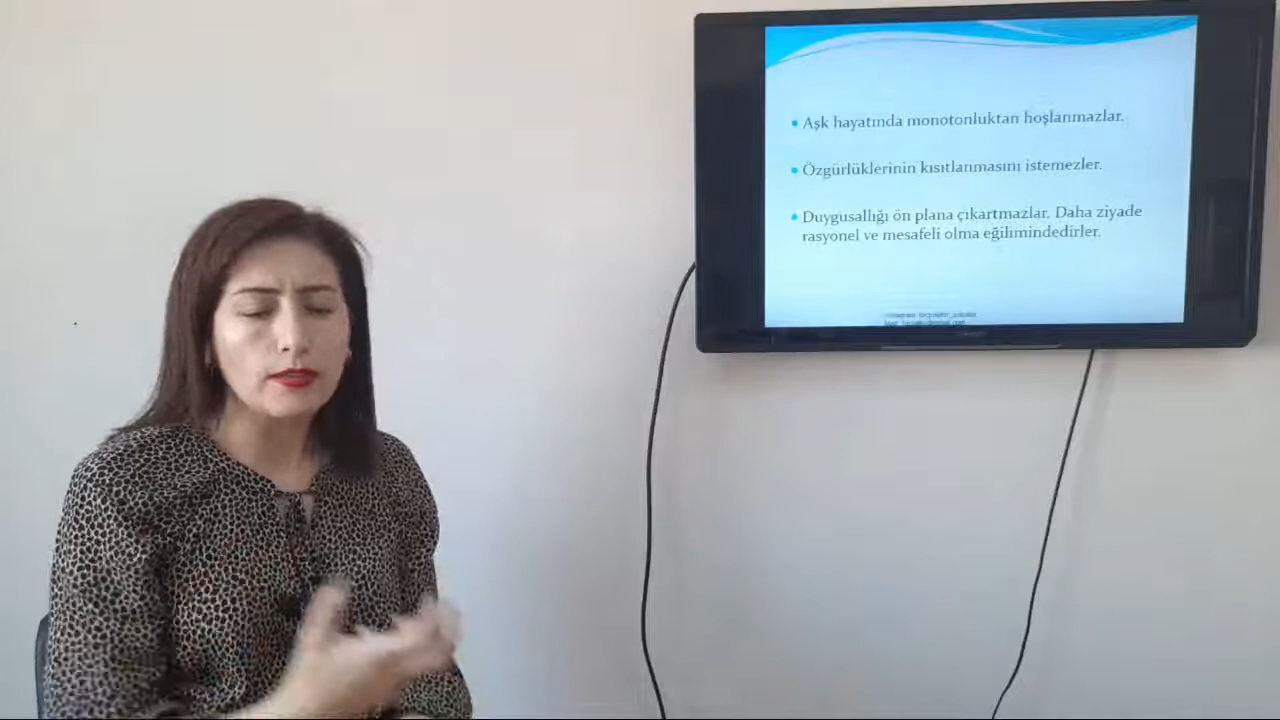 Aşk hayatında monotonluktan hoşlanmazlar.
Özgürlüklerinin kısıtlanmasını istemezler.
Duygusallığı ön plana çıkartmazlar. Daha ziyade
rasyonel ve mesafeli olma eğilimindedirler.